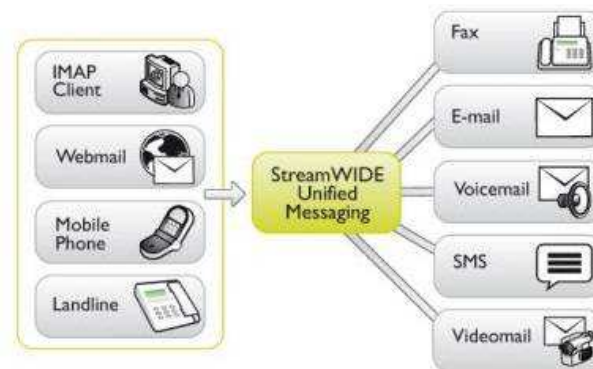 IMAP
Client
Webmail
Mobile
Phone
Landline
StreamWIDE
Unified
Messaging
Fax
E-mail
Voicemail
SMS
Videomail